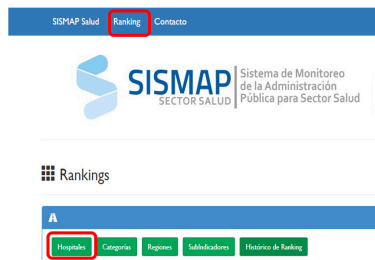 SISMAP Salud Ranking Contacto
SISMAP
SECTOR SALUD
Sistema de Monitoreo
de la Administración
Pública para Sector Salud
Rankings
Hospitales Categorías Regiones SubIndicadores Histórico de Ranking